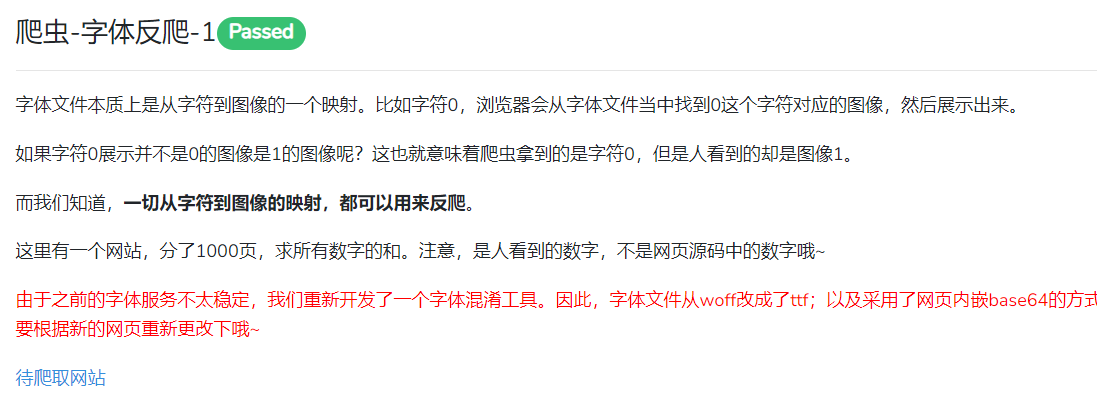 爬虫-字体反爬-1 Passed
字体文件本质上是从字符到图像的一个映射。比如字符0，浏览器会从字体文件当中找到0这个字符对应的图像，然后展示出来。
如果字符0展示并不是0的图像是1的图像呢？这也就意味着爬虫拿到的是字符0，但是人看到的却是图像1。
而我们知道，一切从字符到图像的映射，都可以用来反爬。
这里有一个网站，分了1000页，求所有数字的和。注意，是人看到的数字，不是网页源码中的数字哦~
由于之前的字体服务不太稳定，我们重新开发了一个字体混淆工具。因此，字体文件从woff改成了ttf；以及采用了网页内嵌base64的方式
要根据新的网页重新更改下哦~
待爬取网站